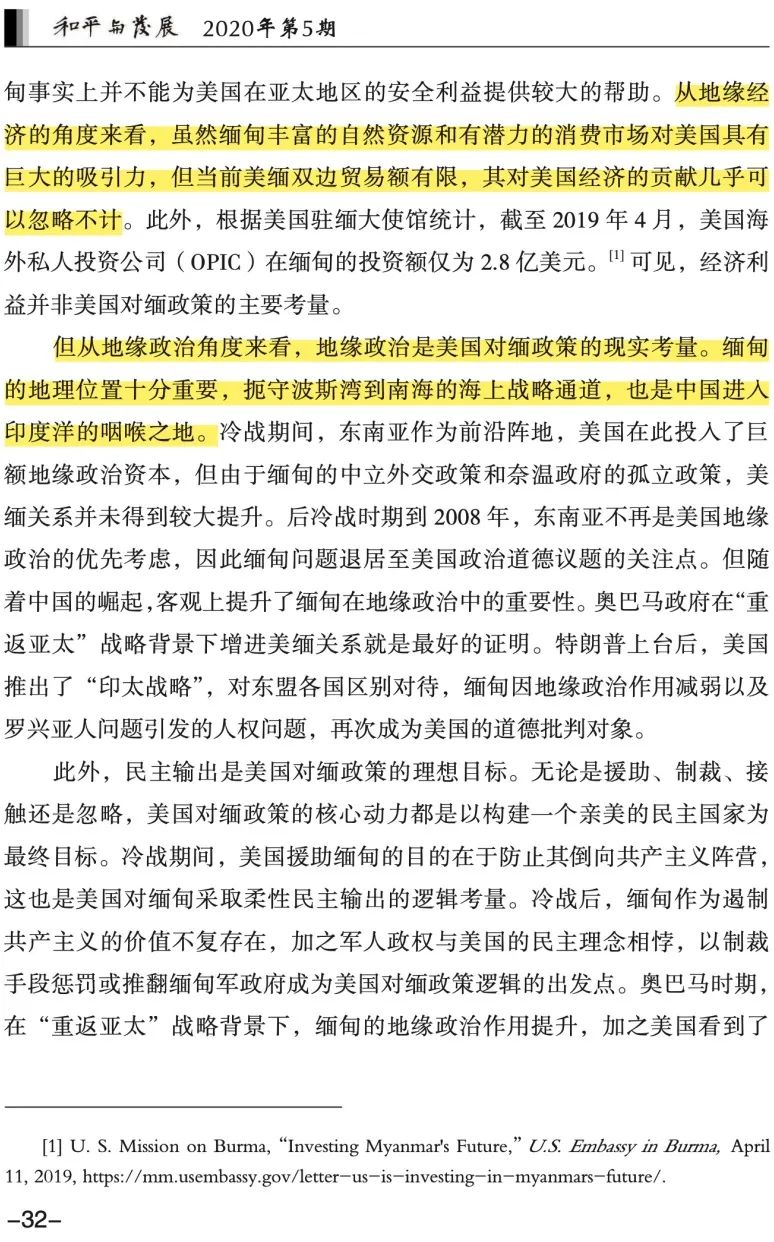 和平与发展 2020年第5期
甸事实上并不能为美国在亚太地区的安全利益提供较大的帮助。从地缘经
济的角度来看，虽然缅甸丰富的自然资源和有潜力的消费市场对美国具有
巨大的吸引力，但当前美缅双边贸易额有限，其对美国经济的贡献几乎可
以忽略不计。此外，根据美国驻缅大使馆统计，截至 2019 年 4 月，美国海
外私人投资公司（OPIC）在缅甸的投资额仅为 2.8 亿美元。[1] 可见，经济利
益并非美国对缅政策的主要考量。
但从地缘政治角度来看，地缘政治是美国对缅政策的现实考量。缅甸
的地理位置十分重要，扼守波斯湾到南海的海上战略通道，也是中国进入
印度洋的咽喉之地。冷战期间，东南亚作为前沿阵地，美国在此投入了巨
额地缘政治资本，但由于缅甸的中立外交政策和奈温政府的孤立政策，美
缅关系并未得到较大提升。后冷战时期到 2008 年，东南亚不再是美国地缘
政治的优先考虑，因此缅甸问题退居至美国政治道德议题的关注点。但随
着中国的崛起，客观上提升了缅甸在地缘政治中的重要性。奥巴马政府在“重
返亚太”战略背景下增进美缅关系就是最好的证明。特朗普上台后，美国
推出了“印太战略”，对东盟各国区别对待，缅甸因地缘政治作用减弱以及
罗兴亚人问题引发的人权问题，再次成为美国的道德批判对象。
此外，民主输出是美国对缅政策的理想目标。无论是援助、制裁、接
触还是忽略，美国对缅政策的核心动力都是以构建一个亲美的民主国家为
最终目标。冷战期间，美国援助缅甸的目的在于防止其倒向共产主义阵营，
这也是美国对缅甸采取柔性民主输出的逻辑考量。冷战后，缅甸作为遏制
共产主义的价值不复存在，加之军人政权与美国的民主理念相悖，以制裁
手段惩罚或推翻缅甸军政府成为美国对缅政策逻辑的出发点。奥巴马时期，
在“重返亚太”战略背景下，缅甸的地缘政治作用提升，加之美国看到了
[1] U. S. Mission on Burma, “Investing Myanmar's Future,” U.S. Embassy in Burma, April
11, 2019, https://mm.usembassy.gov/letter-us-is-investing-in-myanmars-future/.
-32-